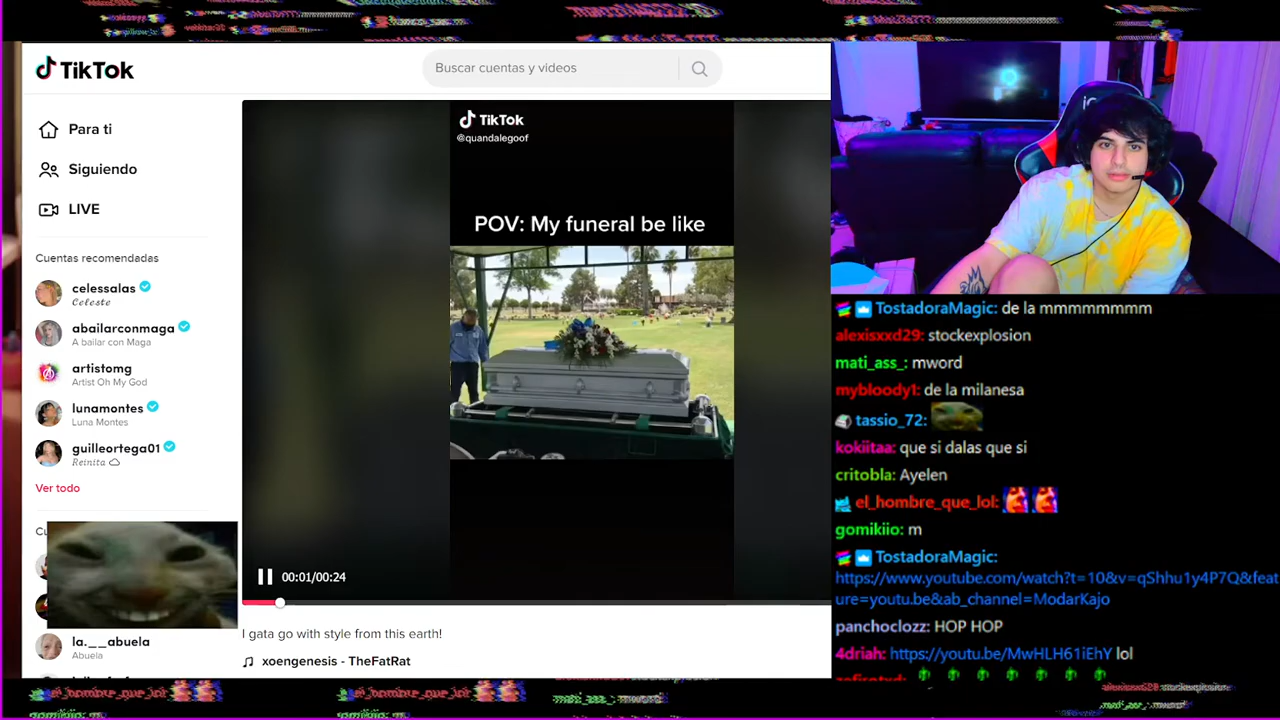 TikTok
Buscar cuentas y videos
Para ti
Siguiendo
LIVE
Cuentas recomendadas
celessalas
Celeste
abailarconmaga
A bailar con Maga
artistomg
Artist Oh My God
lunamontes
Luna Montes
guilleortega01
Reinita
Ver todo
la.__abuela
Abuela
TikTok
@quandalegoof
POV: My funeral be like
00:01/00:24
I gata go with style from this earth!
xoengenesis - TheFatRat
TostadoraMagic: de la mmmmmmmm
alexisxxd29: stockexplosion
mati_ass_: mword
mybloody1: de la milanesa
tassio_72:
kokiitaa: que si dalas que si
critobla: Ayelen
el_hombre_que_lol:
gomikiio: m
TostadoraMagic:
https://www.youtube.com/watch?t=10&v=qShhu1y4P7Q&feat
ure=youtu.be&ab_channel=ModarKajo
panchoclozz: HOP HOP
4driah: https://youtu.be/MwHLH61iEhY lol